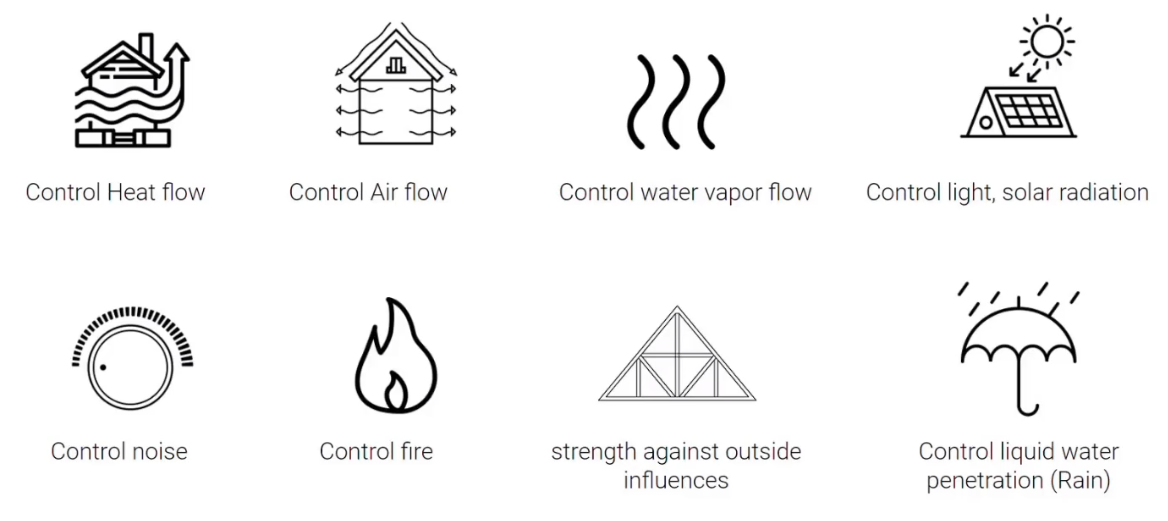 Control Heat flow
Control Air flow
Control water vapor flow
Control light, solar radiation
Control noise
Control fire
strength against outside
influences
Control liquid water
penetration (Rain)